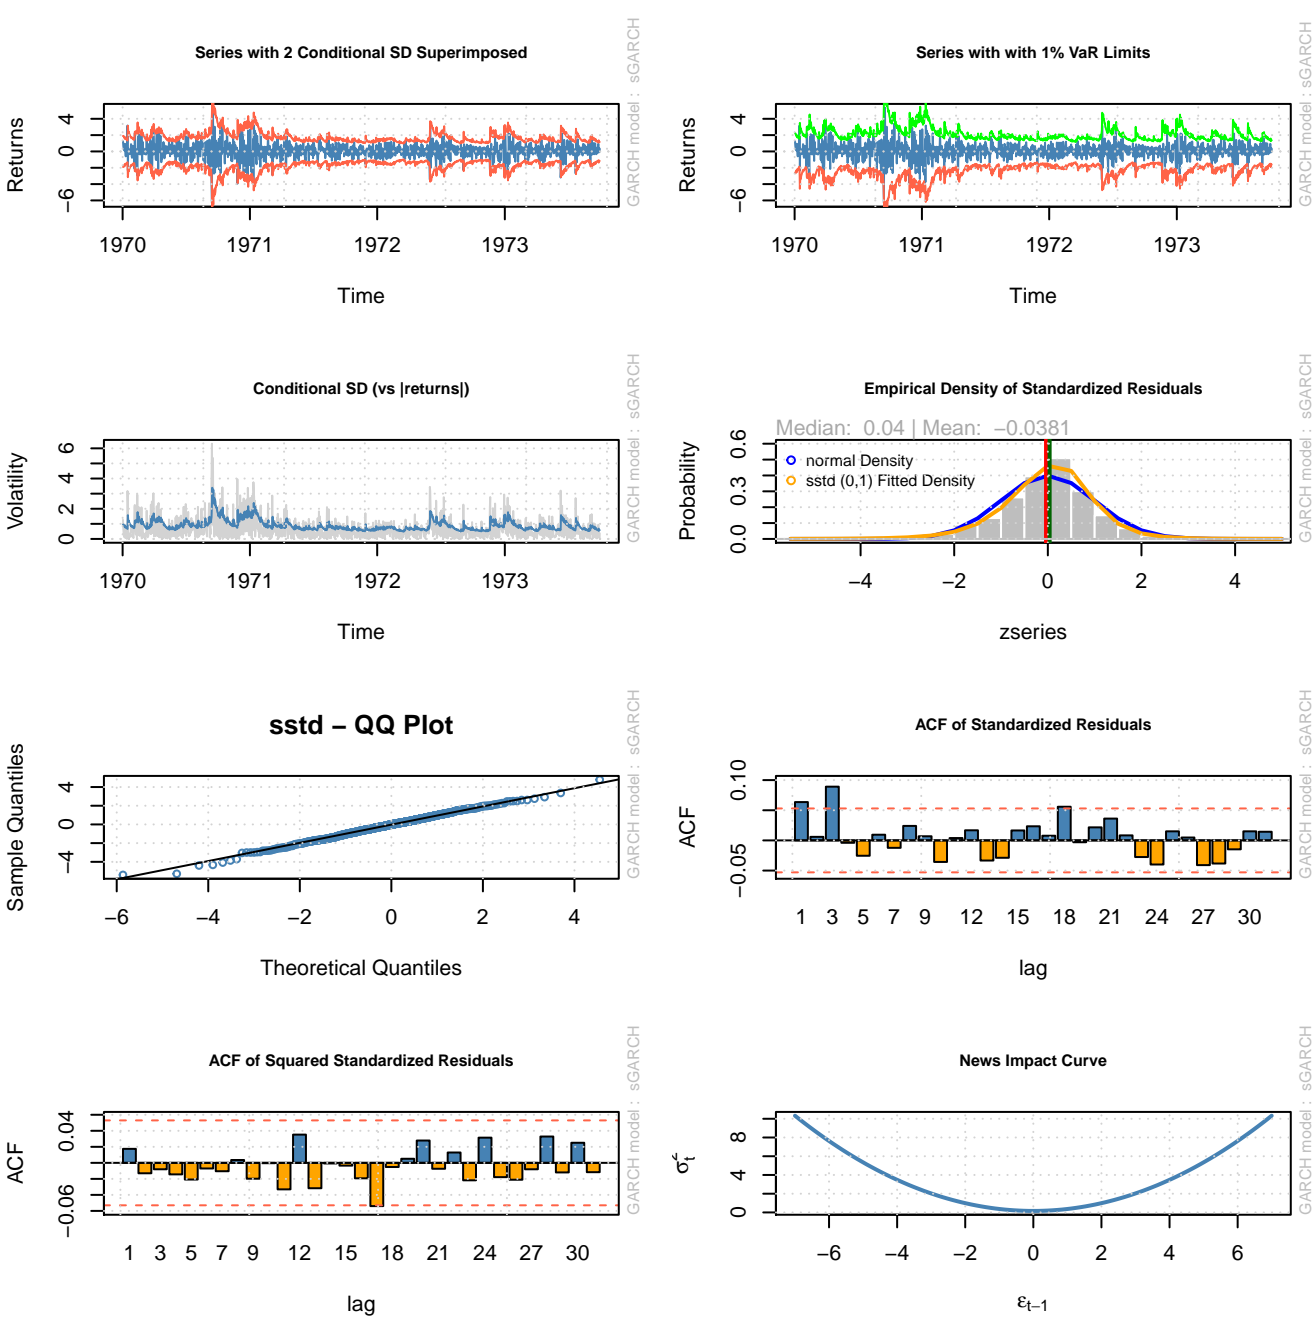 Series with 2 Conditional SD Superimposed
Returns
4
0
−6
1970 1971 1972 1973
Time
GARCH model : sGARCH
Series with with 1% VaR Limits
Returns
4
0
−6
1970 1971 1972 1973
Time
GARCH model : sGARCH
Conditional SD (vs |returns|)
Volatility
6
4
2
0
1970 1971 1972 1973
Time
GARCH model : sGARCH
Empirical Density of Standardized Residuals
Median: 0.04 | Mean: −0.0381
normal Density
sstd (0,1) Fitted Density
Probability
0.6
0.3
0.0
−4 −2 0 2 4
zseries
GARCH model : sGARCH
sstd − QQ Plot
Sample Quantiles
4
0
−4
−6 −4 −2 0 2 4
Theoretical Quantiles
GARCH model : sGARCH
ACF of Standardized Residuals
ACF
0.10
−0.05
1 3 5 7 9 12 15 18 21 24 27 30
lag
GARCH model : sGARCH
ACF of Squared Standardized Residuals
ACF
0.04
−0.06
1 3 5 7 9 12 15 18 21 24 27 30
lag
GARCH model : sGARCH
News Impact Curve
σt2
8
4
0
−6 −4 −2 0 2 4 6
εt−1
GARCH model : sGARCH